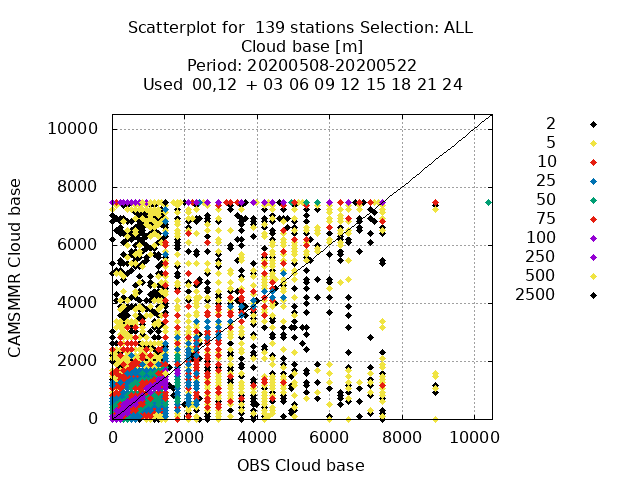 Scatterplot for  139 stations Selection: ALL
Cloud base [m]
Period: 20200508-20200522
Used  00,12  + 03 06 09 12 15 18 21 24
CAMSIMMR Cloud base
10000
8000
6000
4000
2000
0
0 2000 4000 6000 8000 10000
OBS Cloud base
2
5
10
25
50
75
100
250
500
2500